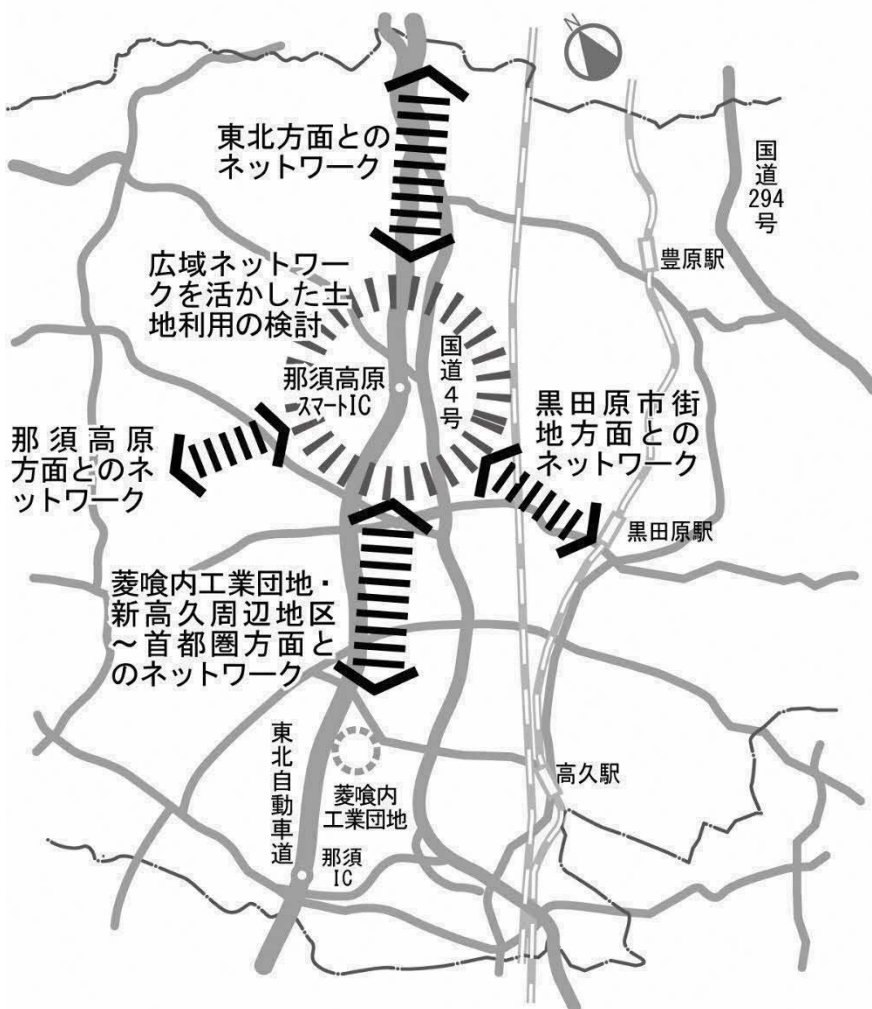 N
東北方面との
ネットワーク
国道294号
広域ネットワー
クを活かした土
地利用の検討
豊原駅
国道4号
那須高原
スマートIC
黒田原市街
地方面との
ネットワーク
那須高原
方面とのネ
ットワーク
黒田原駅
菱喰内工業団地・
新高久周辺地区
～首都圏方面と
のネットワーク
東北自動車道
高久駅
菱喰内
工業団地
那須
IC